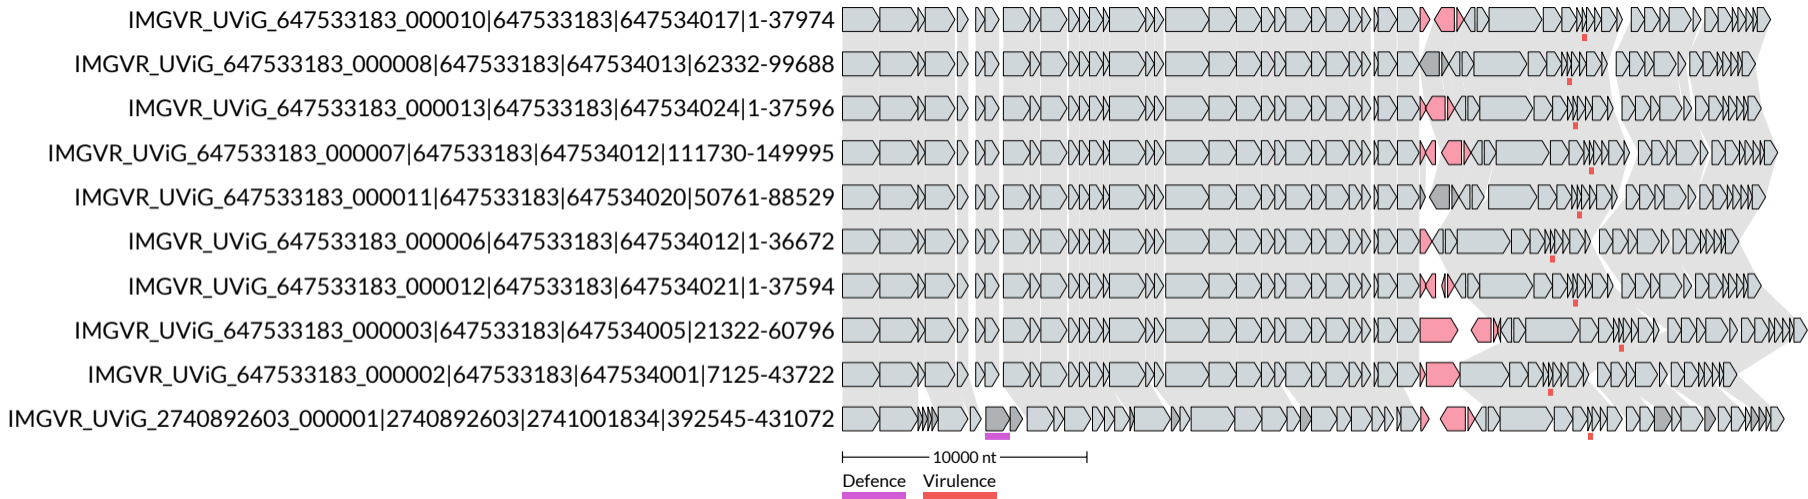 IMGVR_UViG_647533183_000010|647533183|647534017|1-37974
IMGVR_UViG_647533183_000008|647533183|647534013|62332-99688
IMGVR_UViG_647533183_000013|647533183|647534024|1-37596
IMGVR_UViG_647533183_000007|647533183|647534012|111730-149995
IMGVR_UViG_647533183_000011|647533183|647534020|50761-88529
IMGVR_UViG_647533183_000006|647533183|647534012|1-36672
IMGVR_UViG_647533183_000012|647533183|647534021|1-37594
IMGVR_UViG_647533183_000003|647533183|647534005|21322-60796
IMGVR_UViG_647533183_000002|647533183|647534001|7125-43722
IMGVR_UViG_2740892603_000001|2740892603|2741001834|392545-431072
10000 nt
Defence Virulence